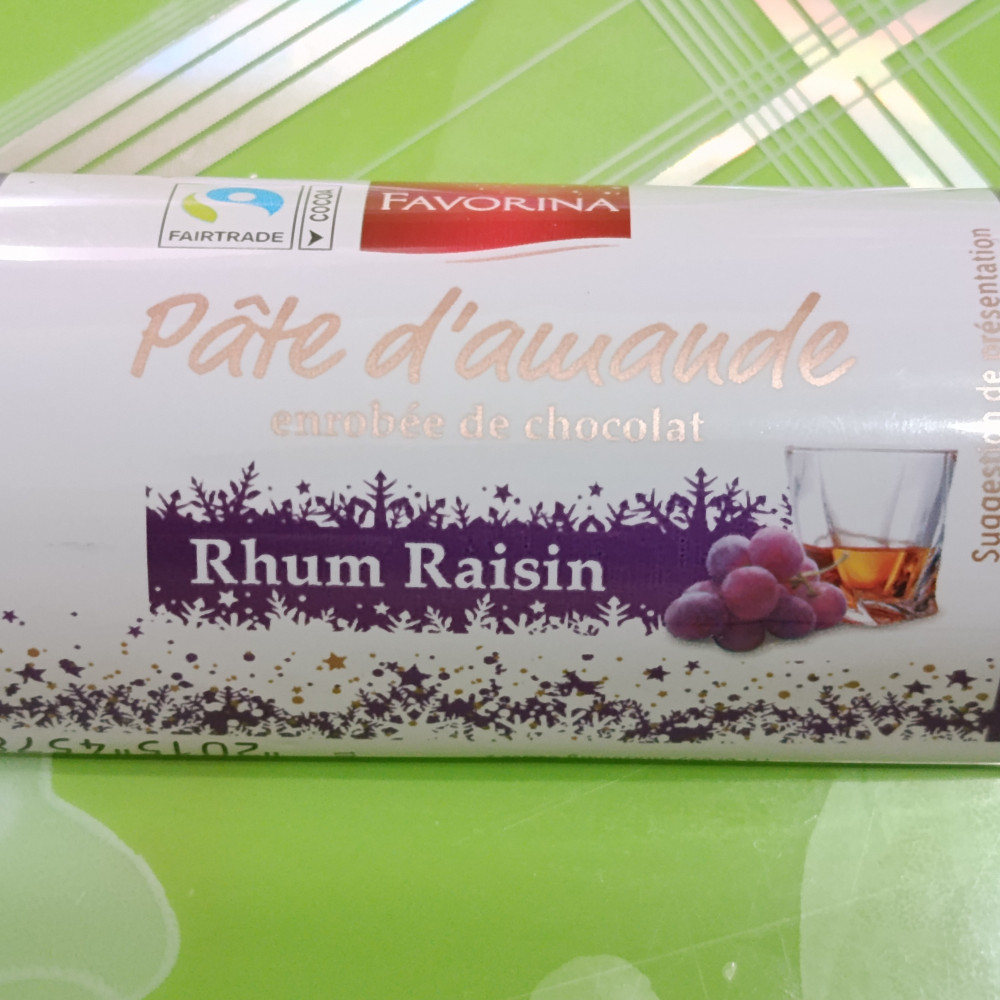 FAIRTRADE
COCOA
FAVORINA
Pâte d'amande
enrobée de chocolat
Rhum Raisin
Suggestion de présentation